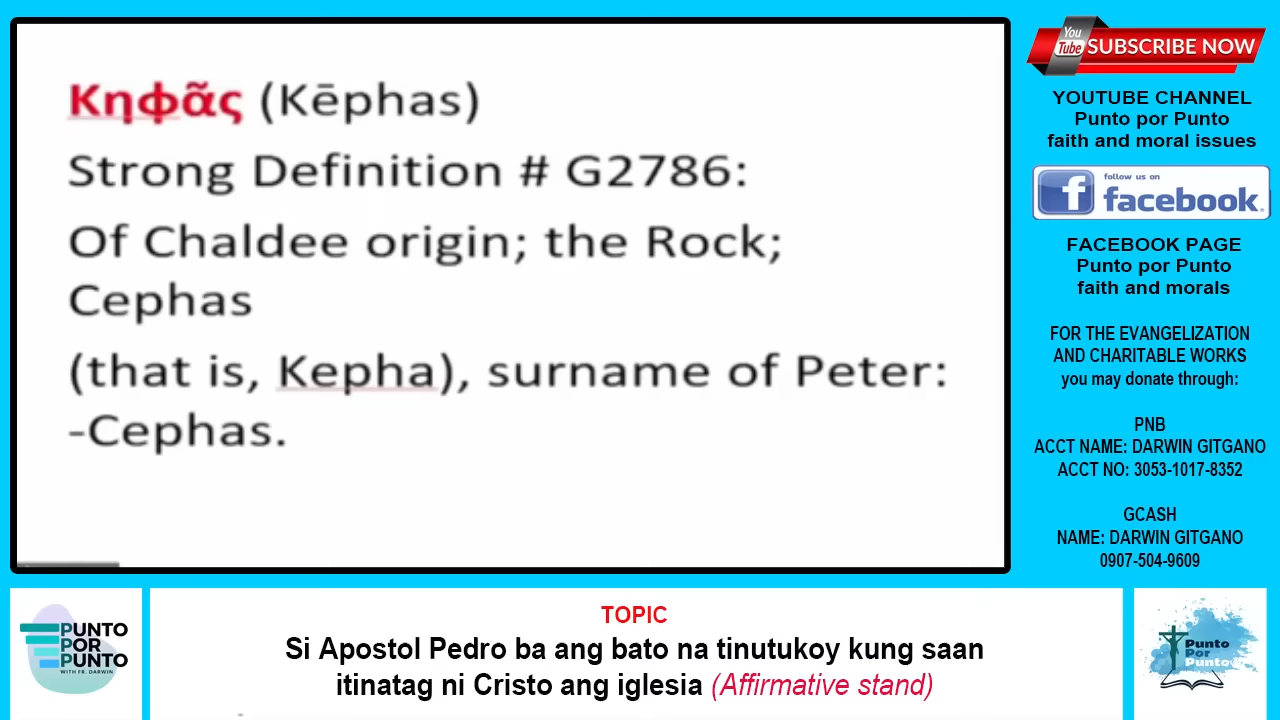 Κηφᾶς (Kēphas)
Strong Definition # G2786:
Of Chaldee origin; the Rock;
Cephas
(that is, Kepha), surname of Peter:
-Cephas.
You
Tube SUBSCRIBE NOW
YOUTUBE CHANNEL
Punto por Punto
faith and moral issues
follow us on
facebook.
FACEBOOK PAGE
Punto por Punto
faith and morals
FOR THE EVANGELIZATION
AND CHARITABLE WORKS
you may donate through:
PNB
ACCT NAME: DARWIN GITGANO
ACCT NO: 3053-1017-8352
GCASH
NAME: DARWIN GITGANO
0907-504-9609
PUNTO
POR
PUNTO
WITH FR. DARWIN
TOPIC
Si Apostol Pedro ba ang bato na tinutukoy kung saan
itinatag ni Cristo ang iglesia (Affirmative stand)
Punto
Por
Punto